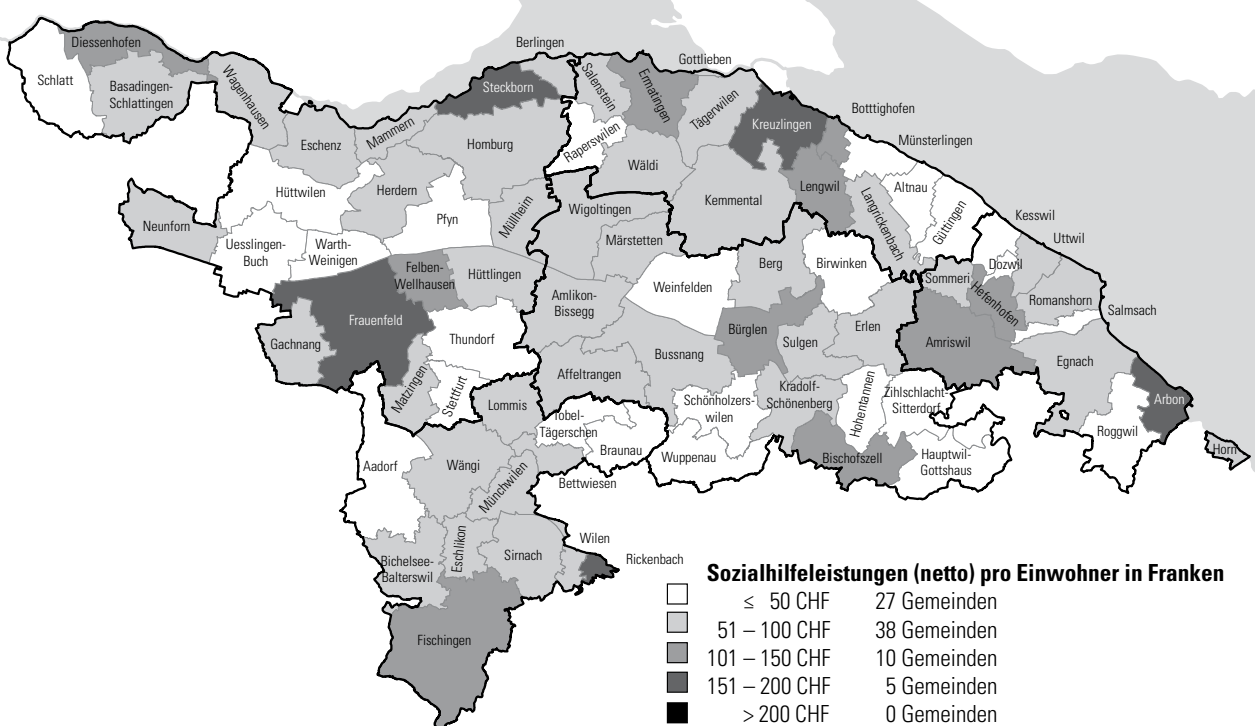 Berlingen
Gottlieben
Diessenhofen
Schlatt
Basadingen-
Schlattingen
Wagenhausen
Steckborn
Salenstein
Ermatingen
Tägerwilen
Kreuzlingen
Botttighofen
Münsterlingen
Eschenz
Mammern
Homburg
Raperswilen
Wäldi
Hüttwilen
Herdern
Pfyn
Müllheim
Wigoltingen
Kemmental
Lengwil
Langrickenbach
Altnau
Güttingen
Kesswil
Uttwil
Neunforn
Uesslingen-
Buch
Warth-
Weinigen
Märstetten
Felben-
Wellhausen
Hüttlingen
Berg
Birwinken
Dozwil
Sommeri
Hefenhofen
Romanshorn
Salmsach
Amlikon-
Bissegg
Weinfelden
Frauenfeld
Gachnang
Thundorf
Bürglen
Sulgen
Erlen
Amriswil
Egnach
Bussnang
Affeltrangen
Matzingen
Stettfurt
Lommis
Kradolf-
Schönenberg
Hohentannen
Zihlschlacht-
Sitterdorf
Arbon
Roggwil
Schönholzers-
wilen
Tobel-
Tägerschen
Braunau
Wuppenau
Bischofszell
Hauptwil-
Gottshaus
Horn
Aadorf
Wängi
Münchwilen
Bettwiesen
Eschlikon
Sirnach
Wilen
Rickenbach
Bichelsee-
Balterswil
Fischingen
Sozialhilfeleistungen (netto) pro Einwohner in Franken
≤ 50 CHF 27 Gemeinden
51 – 100 CHF 38 Gemeinden
101 – 150 CHF 10 Gemeinden
151 – 200 CHF 5 Gemeinden
> 200 CHF 0 Gemeinden